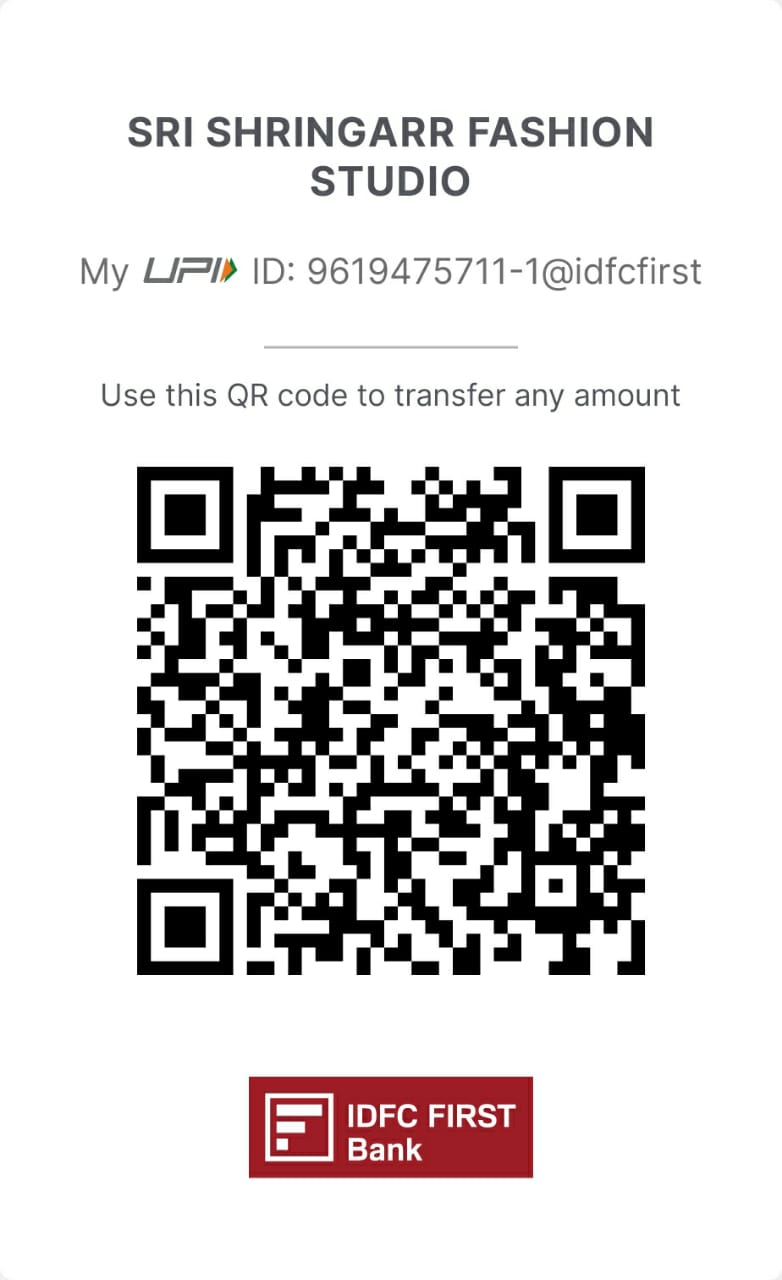 SRI SHRINGARR FASHION
STUDIO
My UPI ID: 9619475711-1@idfcfirst
Use this QR code to transfer any amount
IDFC FIRST
Bank